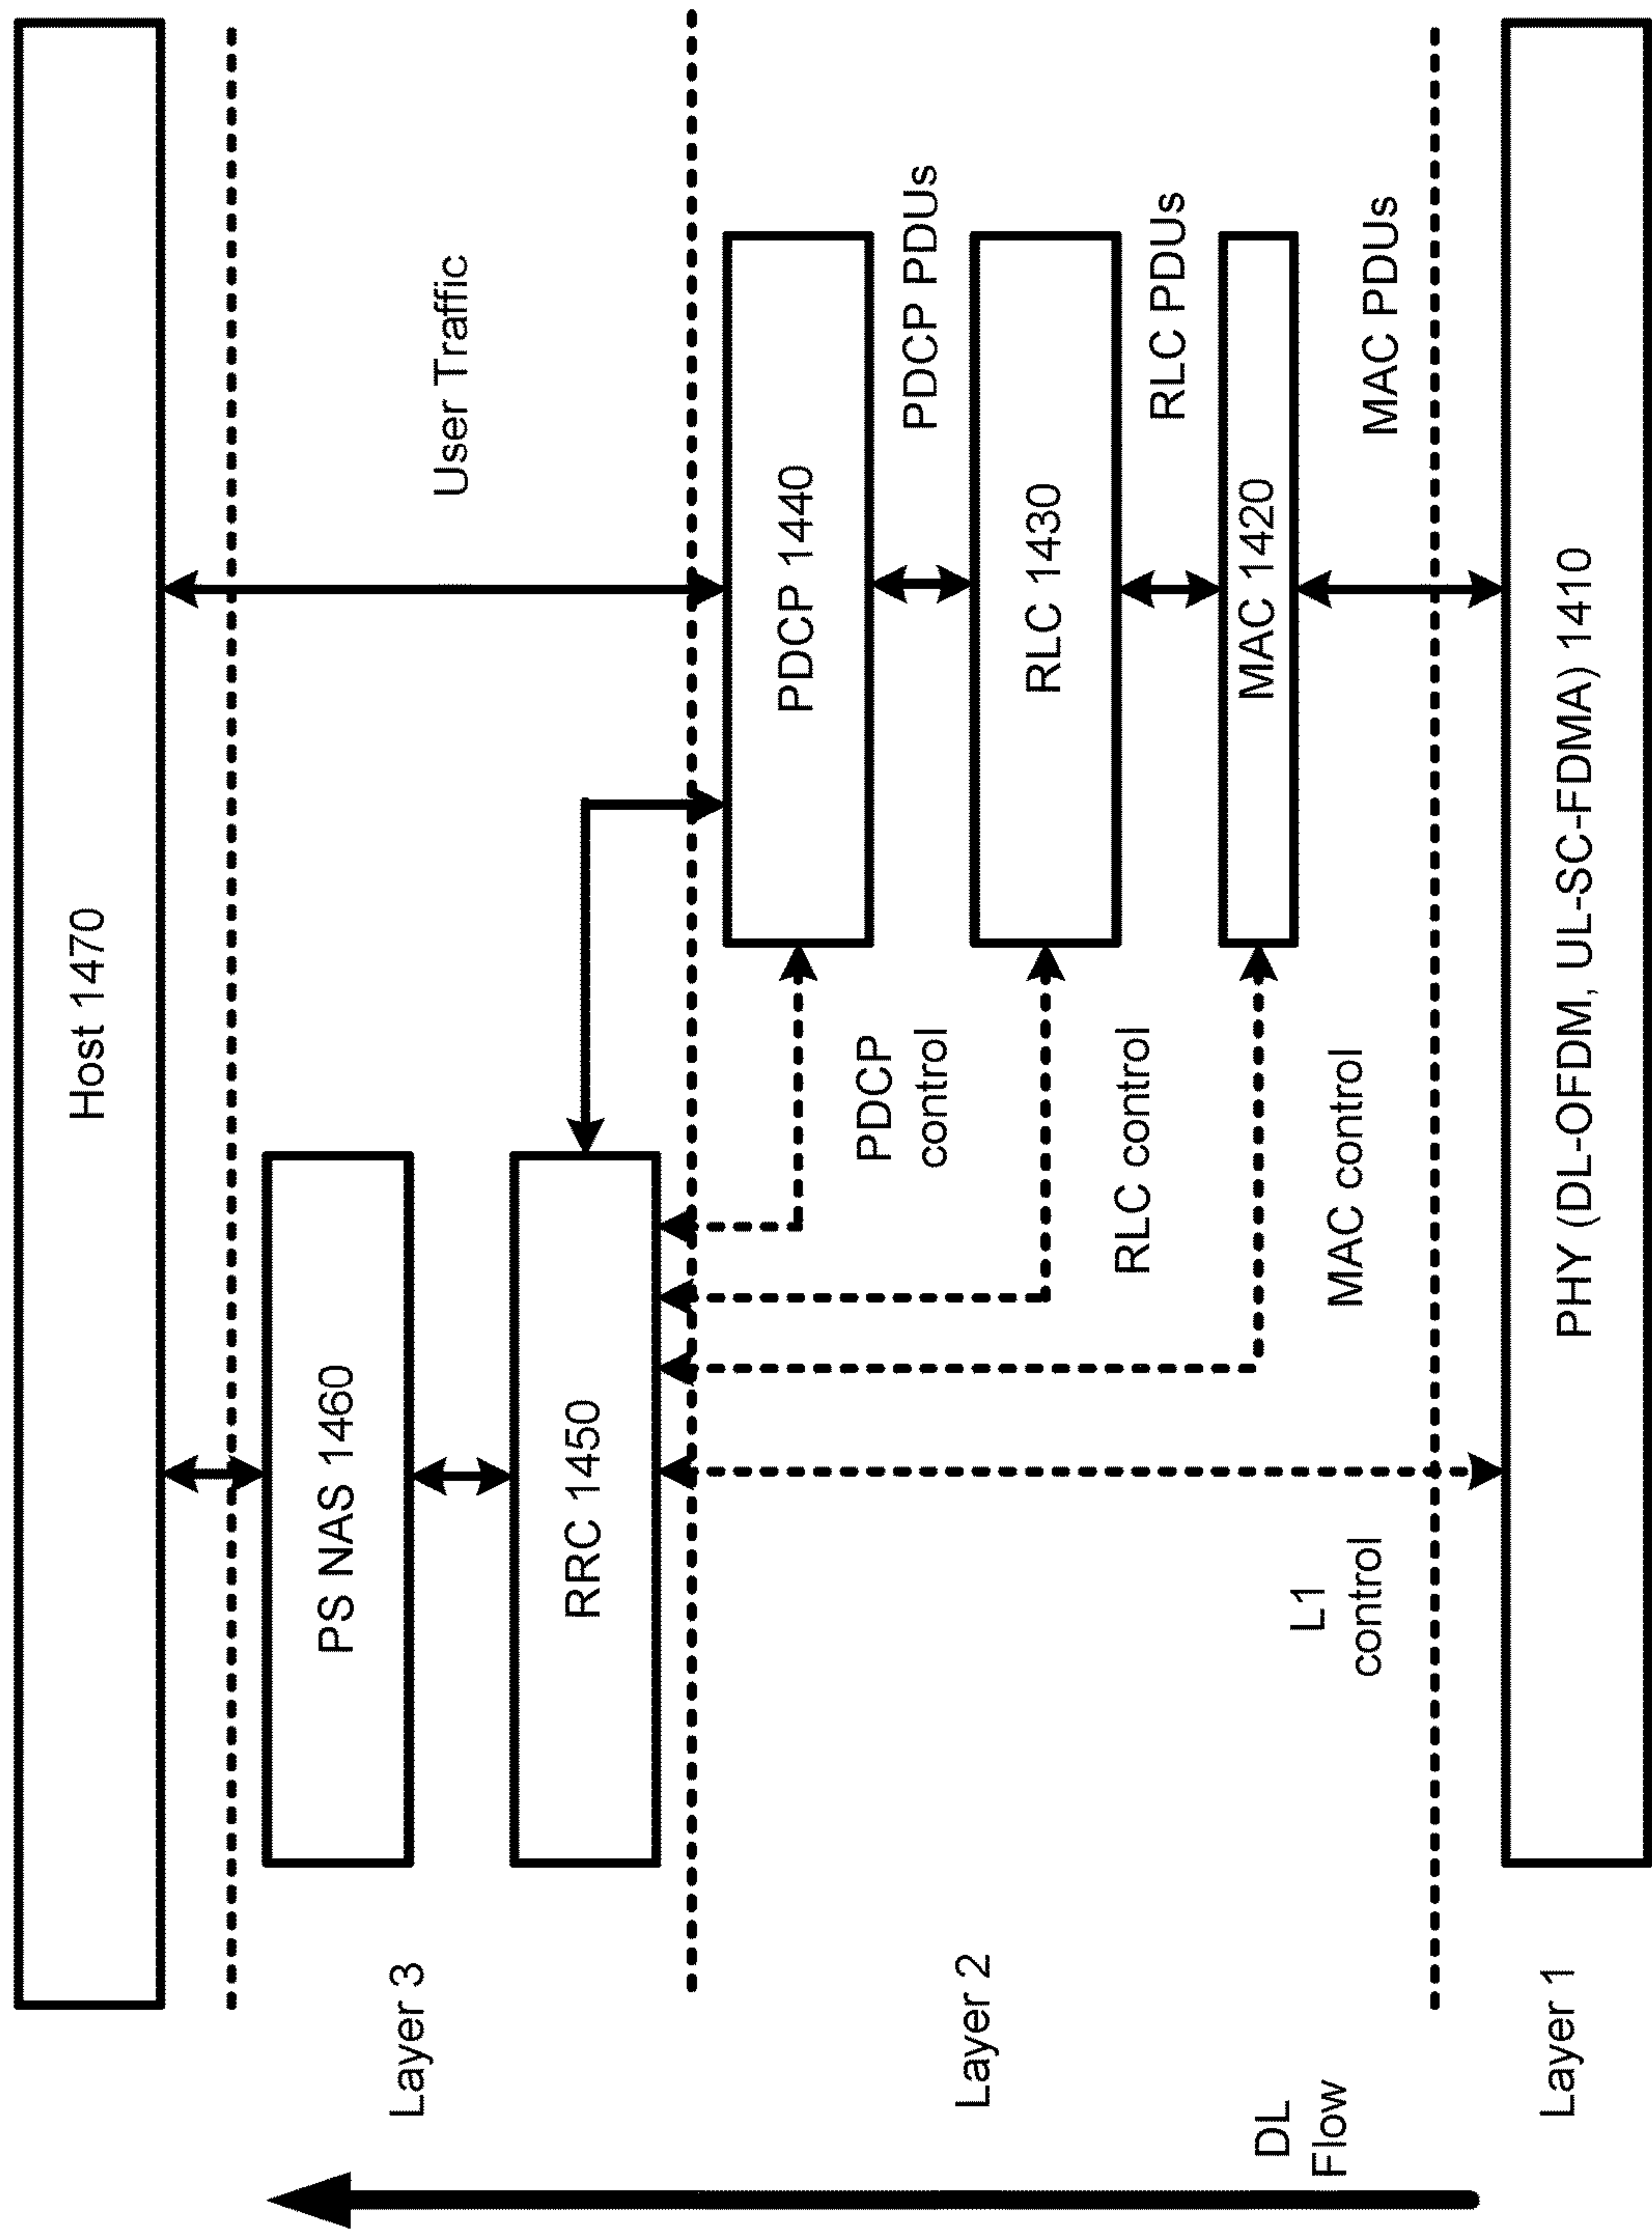 Host 1470
Layer 3
PS NAS 1460
User Traffic
RRC 1450
Layer 2
PDCP 1440
PDCP
control
PDCP PDUs
RLC 1430
RLC control
RLC PDUs
MAC 1420
MAC control
MAC PDUs
L1
control
DL
Flow
Layer 1
PHY (DL-OFDM, UL-SC-FDMA) 1410